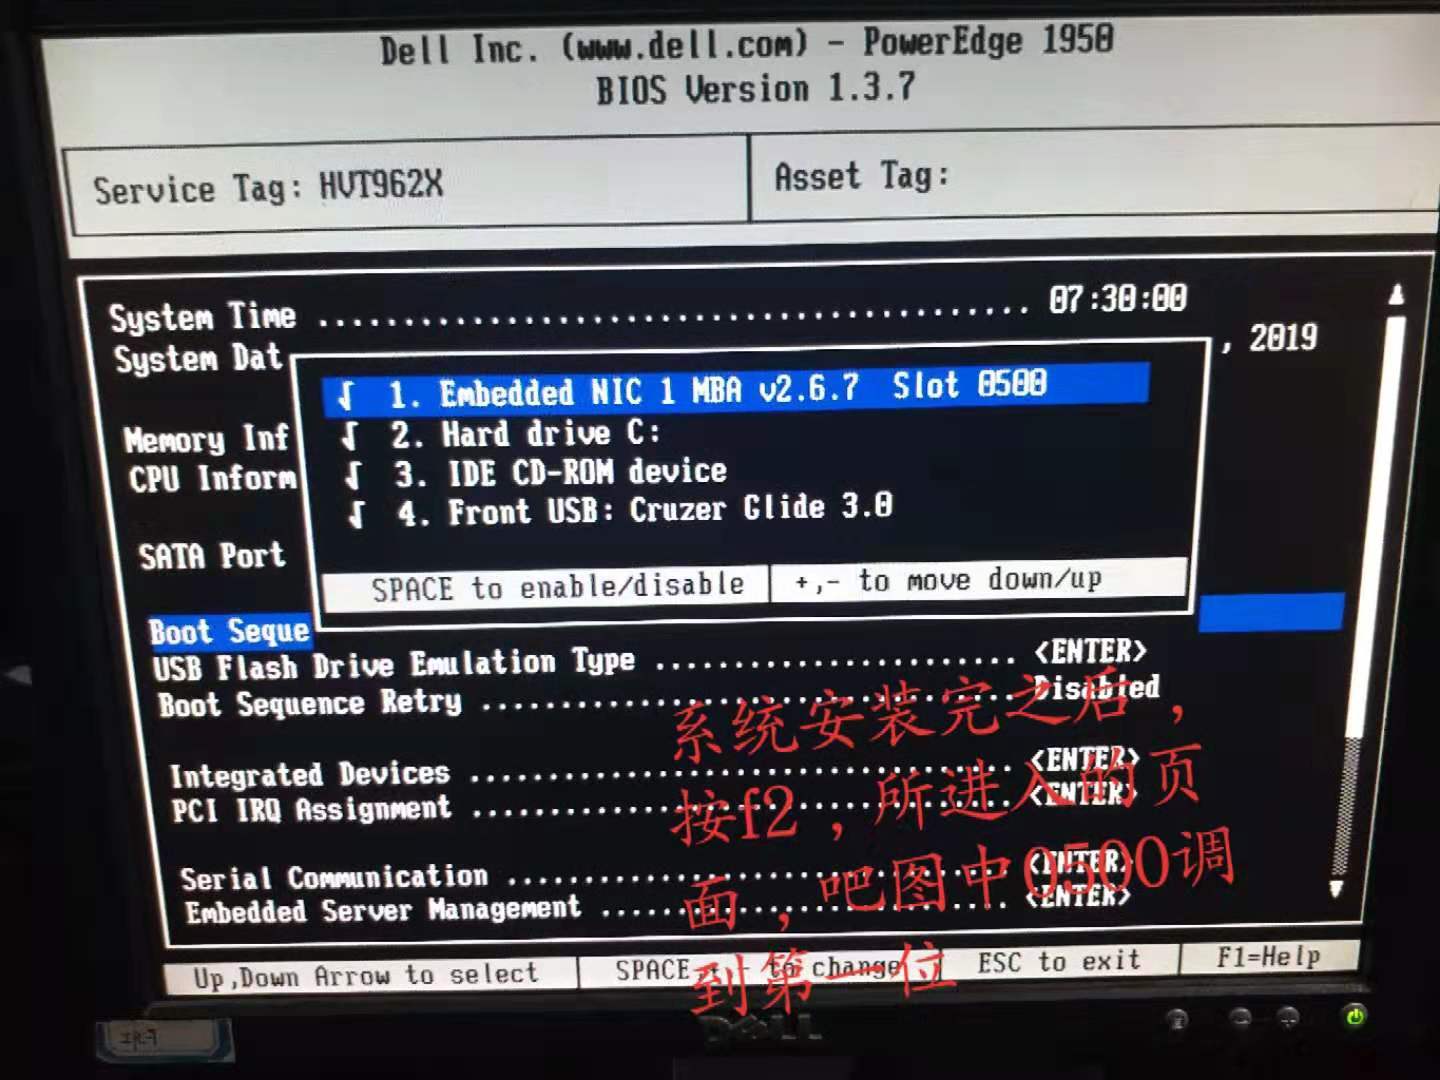 Dell Inc. (www.dell.com) - PowerEdge 1950
BIOS Version 1.3.7
Service Tag: HVT962X
Asset Tag:
System Time ........................................ 07:30:00
System Dat
, 2019
√ 1. Embedded NIC 1 MBA v2.6.7 Slot 0500
√ 2. Hard drive C:
√ 3. IDE CD-ROM device
√ 4. Front USB: Cruzer Glide 3.0
SPACE to enable/disable
+,- to move down/up
Memory Inf
CPU Inform
SATA Port
Boot Seque
USB Flash Drive Emulation Type ..................... <ENTER>
Boot Sequence Retry ............................... Disabled
Integrated Devices ................................ <ENTER>
PCI IRQ Assignment ................................ <ENTER>
Serial Communication .............................. <ENTER>
Embedded Server Management ........................ <ENTER>
系统安装完之后，
按f2，所进入的页
面，吧图中0500调
到第一位
Up,Down Arrow to select
SPACE,+,- to change
ESC to exit
F1=Help
DELL